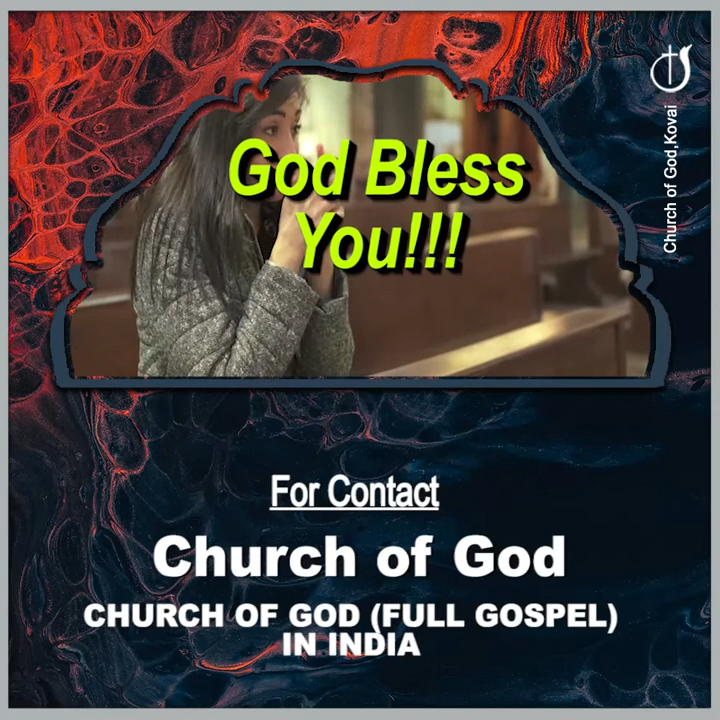 God Bless
You!!!
Church of God,Kovai
For Contact
Church of God
CHURCH OF GOD (FULL GOSPEL)
IN INDIA